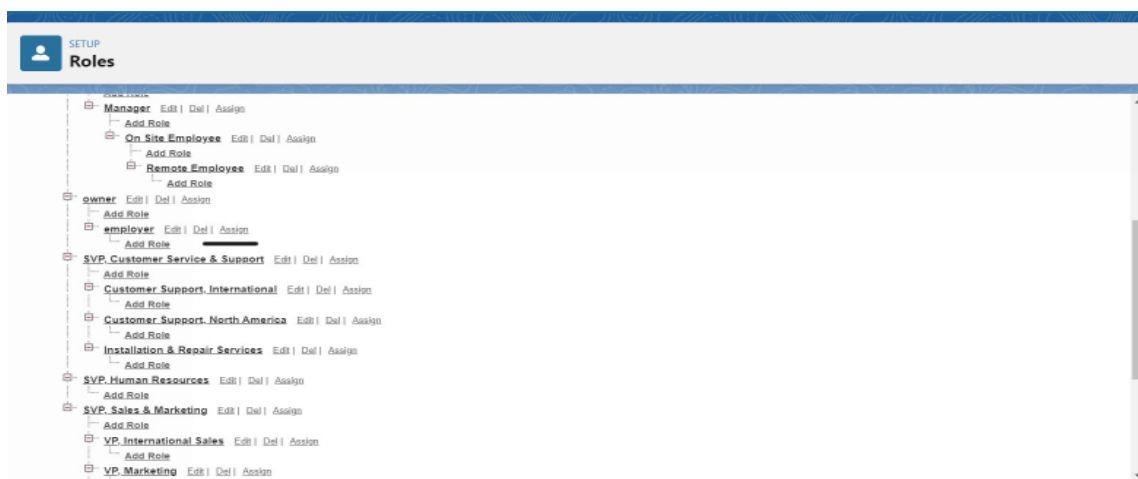 SETUP
Roles
Add Role
Manager Edit | Del | Assign
Add Role
On Site Employee Edit | Del | Assign
Add Role
Remote Employee Edit | Del | Assign
Add Role
owner Edit | Del | Assign
Add Role
employer Edit | Del | Assign
Add Role
SVP, Customer Service & Support Edit | Del | Assign
Add Role
Customer Support, International Edit | Del | Assign
Add Role
Customer Support, North America Edit | Del | Assign
Add Role
Installation & Repair Services Edit | Del | Assign
Add Role
SVP, Human Resources Edit | Del | Assign
Add Role
SVP, Sales & Marketing Edit | Del | Assign
Add Role
VP, International Sales Edit | Del | Assign
Add Role
VP, Marketing Edit | Del | Assign